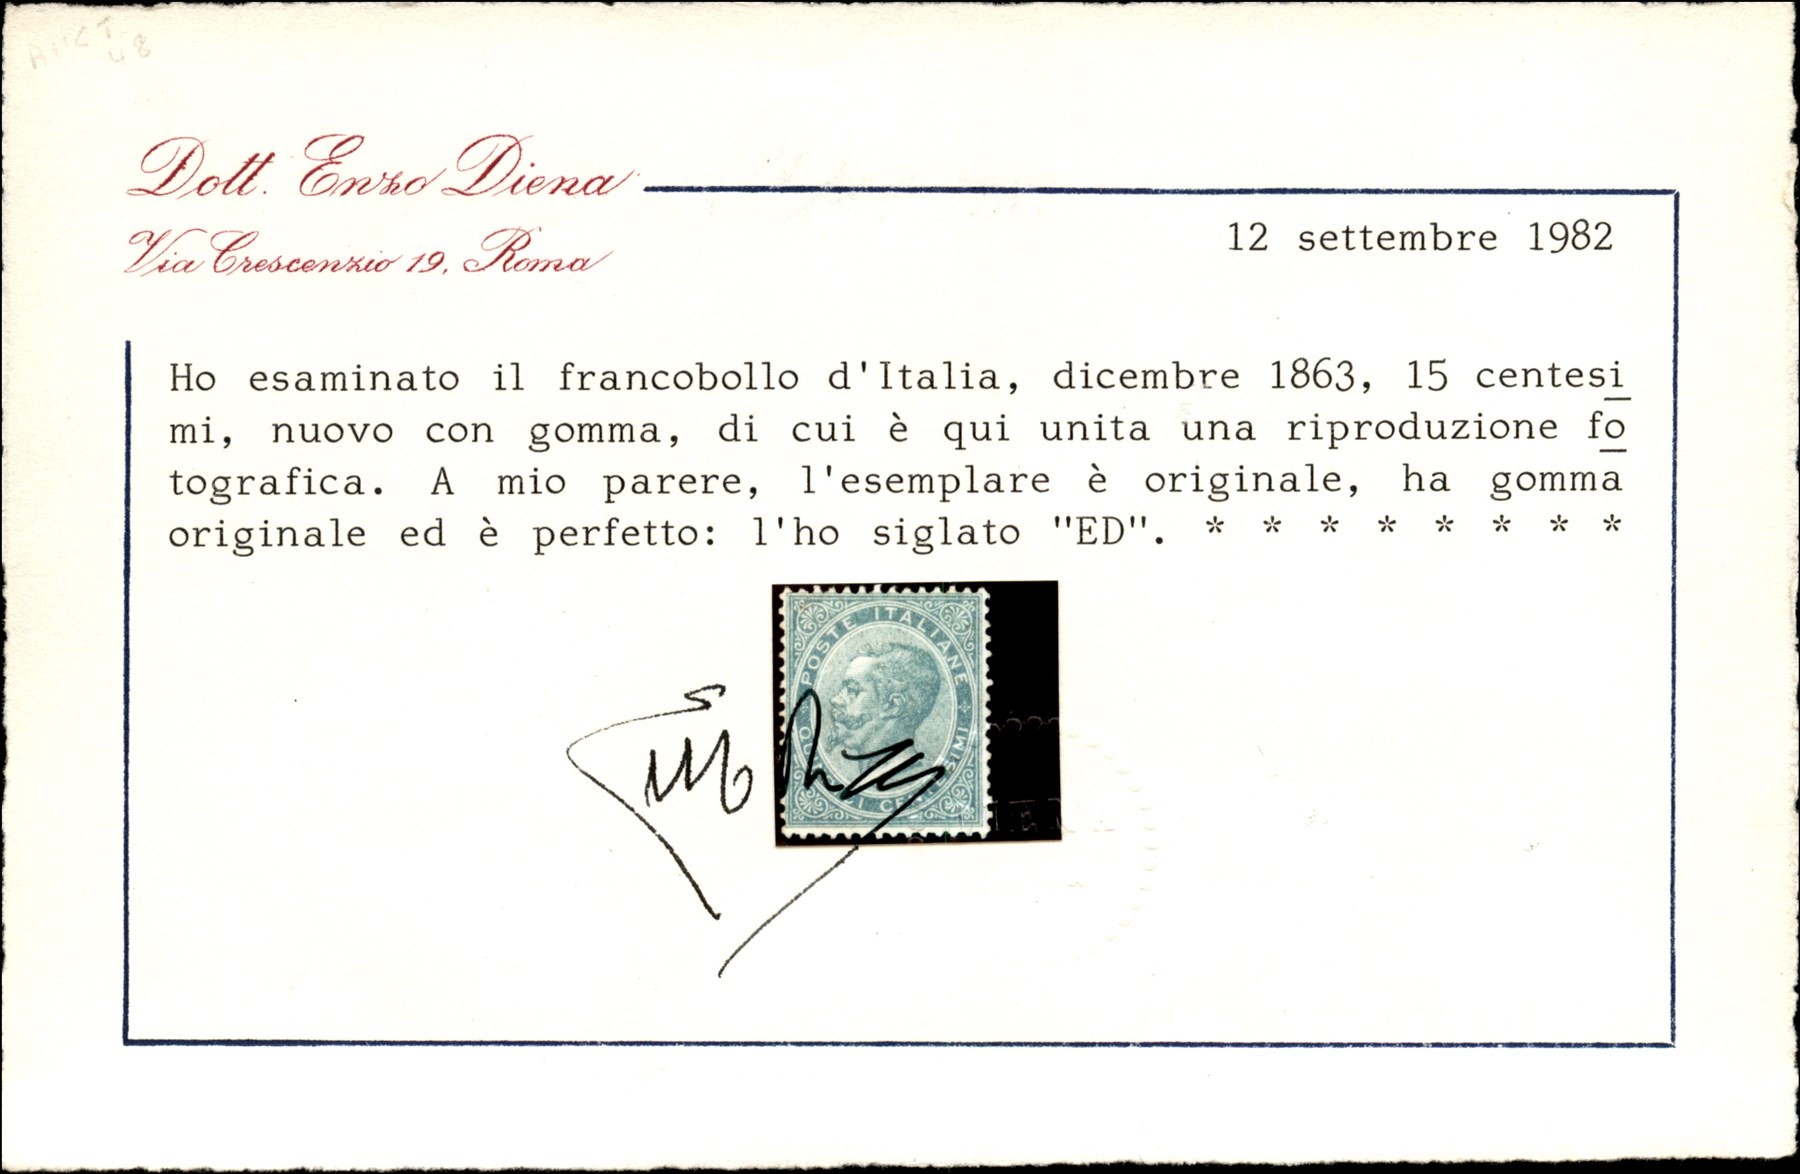 AUCT
48
Dott. Enzo Diena
Via Crescenzio 19, Roma
12 settembre 1982
Ho esaminato il francobollo d'Italia, dicembre 1863, 15 centesi
mi, nuovo con gomma, di cui è qui unita una riproduzione fo
tografica. A mio parere, l'esemplare è originale, ha gomma
originale ed è perfetto: l'ho siglato "ED". * * * * * * * *
POSTE ITALIANE